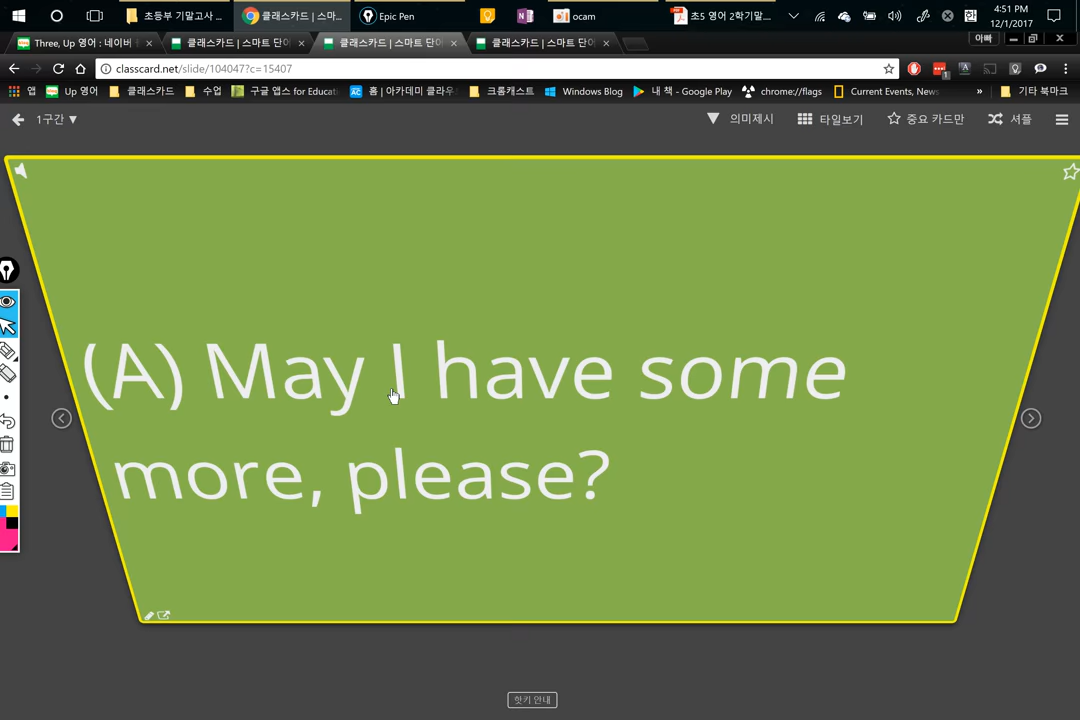 초등부 기말고사 ...
클래스카드 | 스마...
Epic Pen
ocam
초5 영어 2학기기말...
한
4:51 PM
12/1/2017
Three, Up 영어 : 네이버
클래스카드 | 스마트 단어
클래스카드 | 스마트 단어
클래스카드 | 스마트 단어
아빠
classcard.net/slide/104047?c=15407
1
앱
Up 영어
클래스카드
수업
구글 앱스 for Educati
홈 | 아카데미 클라우
크롬캐스트
Windows Blog
내 책 - Google Play
chrome://flags
Current Events, News
»
기타 북마크
1구간 ▼
▼ 의미제시
타일보기
중요 카드만
셔플
(A) May I have some
more, please?
핫키 안내